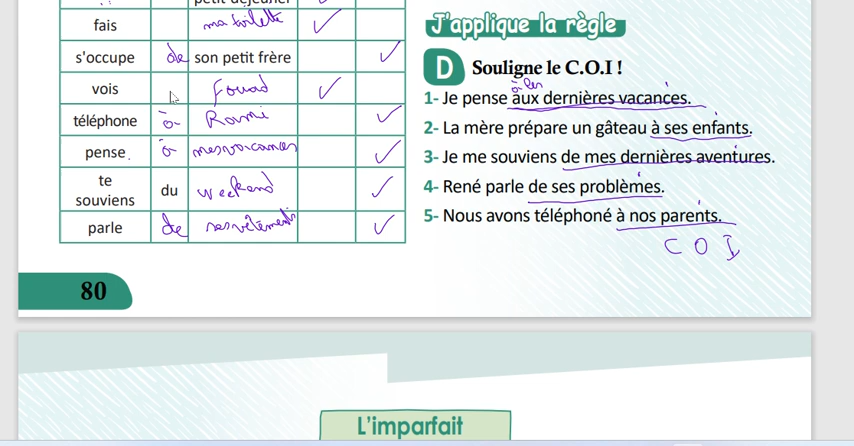 petit déjeuner
fais ma toilette ✓
s'occupe de son petit frère ✓
vois Fouad ✓
téléphone à Rami ✓
pense à mes vacances ✓
te souviens du weekend ✓
parle de ses vêtements ✓
80
J'applique la règle
D Souligne le C.O.I !
à les
1- Je pense aux dernières vacances.
2- La mère prépare un gâteau à ses enfants.
3- Je me souviens de mes dernières aventures.
4- René parle de ses problèmes.
5- Nous avons téléphoné à nos parents.
C O I
L'imparfait